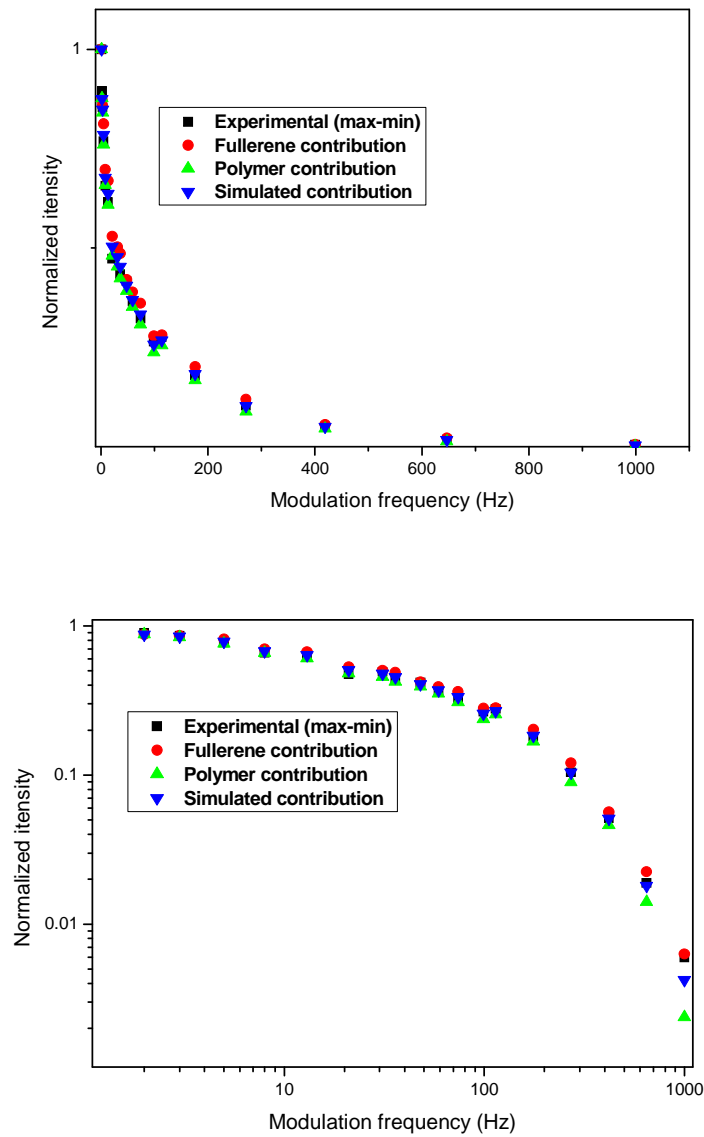 1
Normalized itensity
Experimental (max-min)
Fullerene contribution
Polymer contribution
Simulated contribution
0 200 400 600 800 1000
Modulation frequency (Hz)
1
0.1
0.01
Normalized itensity
Experimental (max-min)
Fullerene contribution
Polymer contribution
Simulated contribution
10 100 1000
Modulation frequency (Hz)